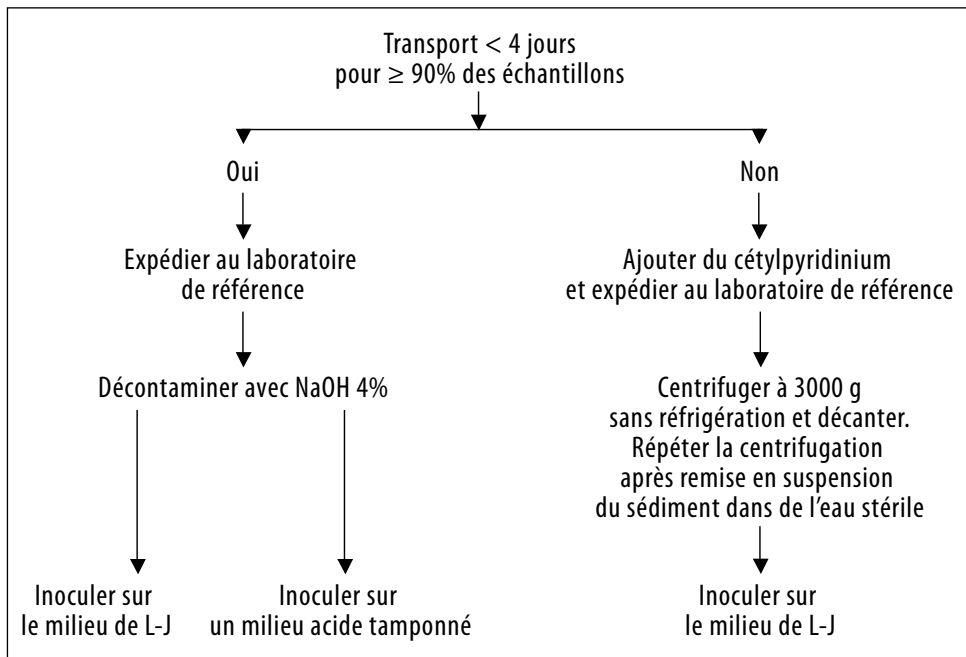 Transport < 4 jours
pour ≥ 90% des échantillons
Oui
Non
Expédier au laboratoire
de référence
Ajouter du cétylpyridinium
et expédier au laboratoire de référence
Décontaminer avec NaOH 4%
Centrifuger à 3000 g
sans réfrigération et décanter.
Répéter la centrifugation
après remise en suspension
du sédiment dans de l’eau stérile
Inoculer sur
le milieu de L-J
Inoculer sur
un milieu acide tamponné
Inoculer sur
le milieu de L-J